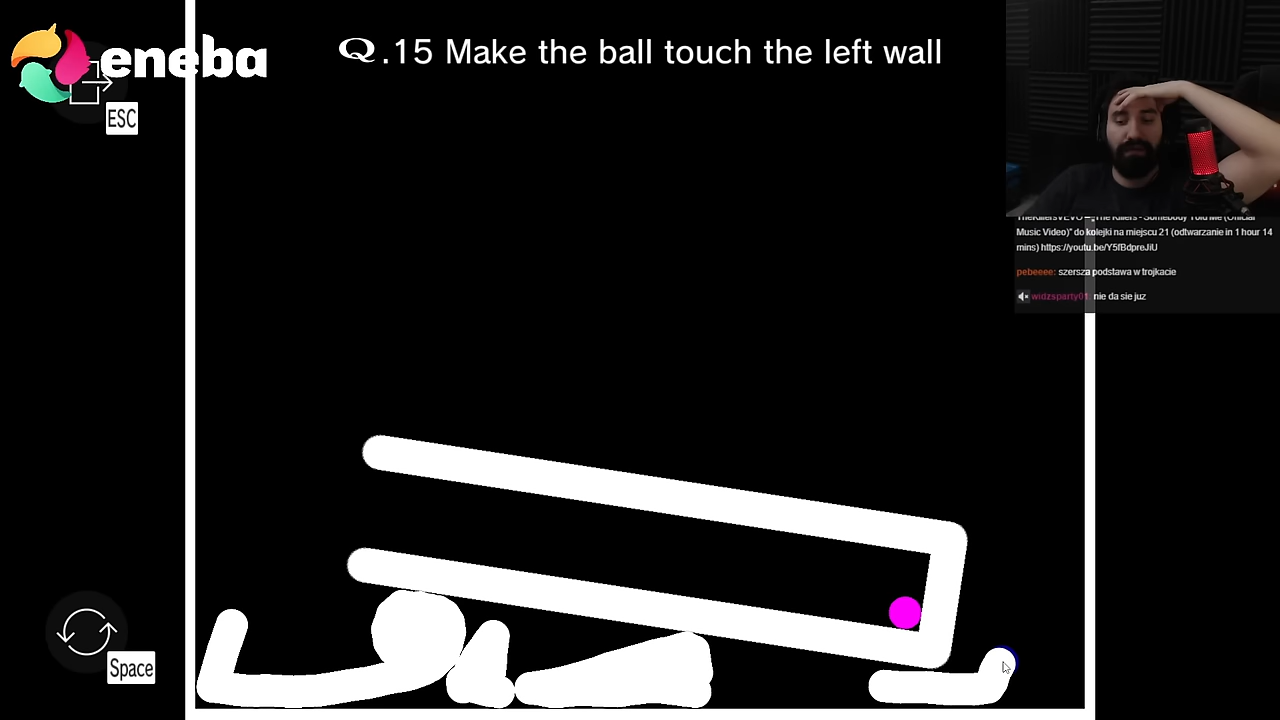 eneba
ESC
Q.15 Make the ball touch the left wall
TheKillersVEVO - "The Killers - Somebody Told Me (Official
Music Video)" do kolejki na miejscu 21 (odtwarzanie in 1 hour 14
mins) https://youtu.be/Y5fBdpreJiU
pebeeee: szersza podstawa w trojkacie
widzsparty01: nie da sie juz
Space